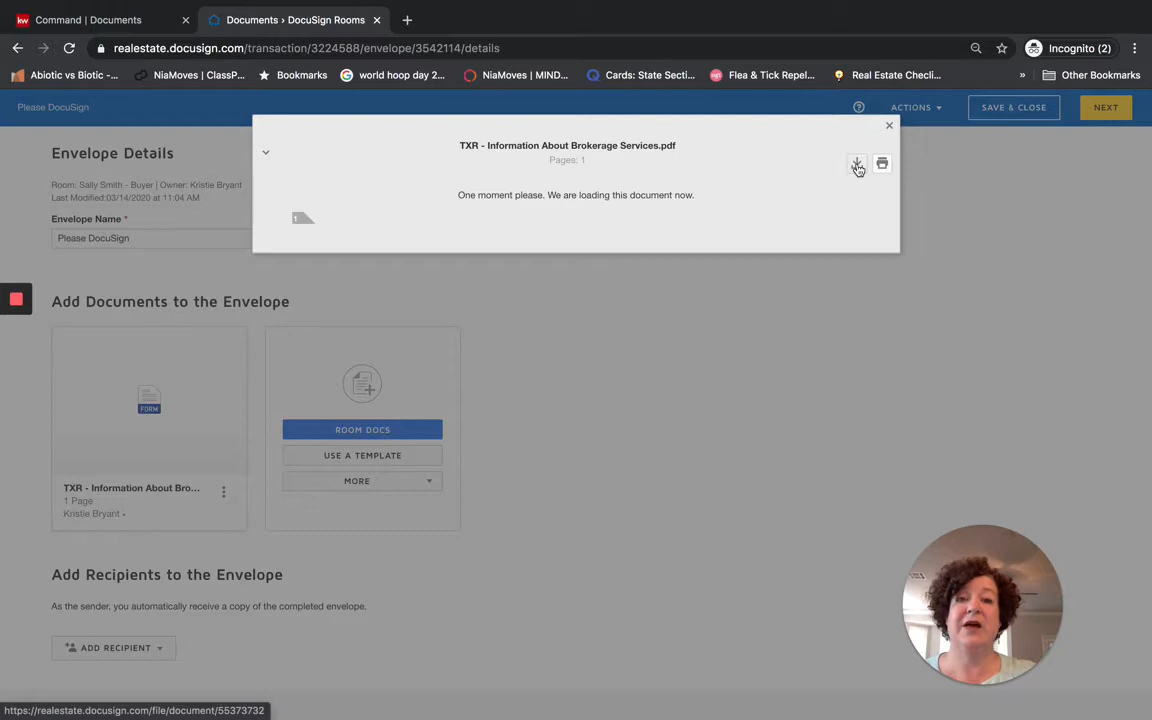 Command | Documents
Documents › DocuSign Rooms
realestate.docusign.com/transaction/3224588/envelope/3542114/details
Incognito (2)
Abiotic vs Biotic -...
NiaMoves | ClassP...
Bookmarks
world hoop day 2...
NiaMoves | MIND...
Cards: State Secti...
Flea & Tick Repel...
Real Estate Checkli...
»
Other Bookmarks
Please DocuSign
ACTIONS
SAVE & CLOSE
NEXT
Envelope Details
TXR - Information About Brokerage Services.pdf
Pages: 1
Room: Sally Smith - Buyer | Owner: Kristie Bryant
Last Modified:03/14/2020 at 11:04 AM
One moment please. We are loading this document now.
1
Envelope Name *
Please DocuSign
Add Documents to the Envelope
FORM
ROOM DOCS
USE A TEMPLATE
MORE
TXR - Information About Bro...
1 Page
Kristie Bryant •
Add Recipients to the Envelope
As the sender, you automatically receive a copy of the completed envelope.
ADD RECIPIENT
https://realestate.docusign.com/file/document/55373732